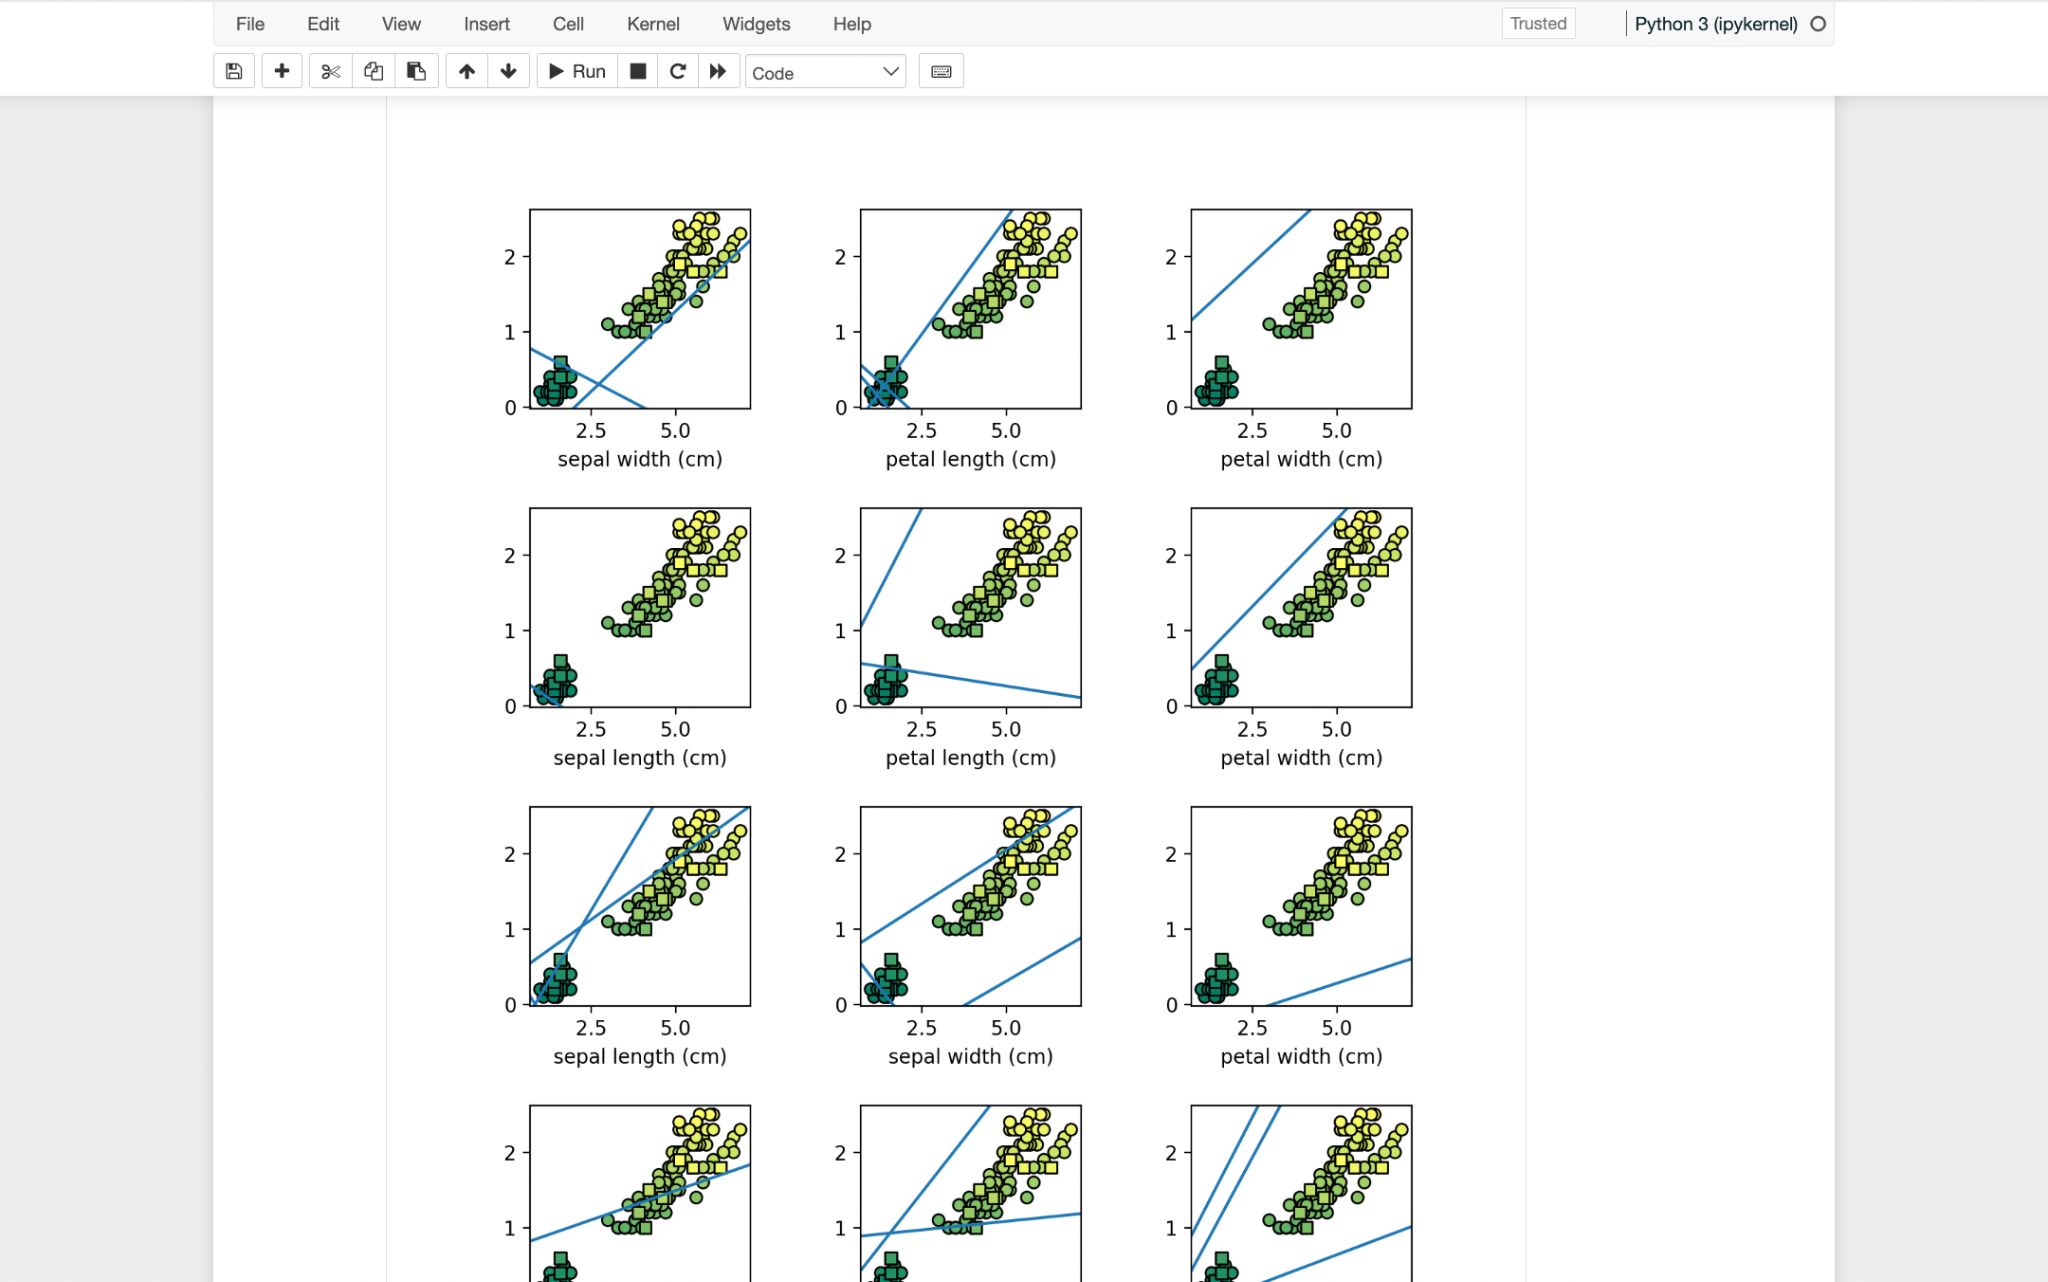 File Edit View Insert Cell Kernel Widgets Help Trusted Python 3 (ipykernel)
Run Code
2 2 2
1 1 1
0 0 0
2.5 5.0 2.5 5.0 2.5 5.0
sepal width (cm) petal length (cm) petal width (cm)
2 2 2
1 1 1
0 0 0
2.5 5.0 2.5 5.0 2.5 5.0
sepal length (cm) petal length (cm) petal width (cm)
2 2 2
1 1 1
0 0 0
2.5 5.0 2.5 5.0 2.5 5.0
sepal length (cm) sepal width (cm) petal width (cm)
2 2 2
1 1 1